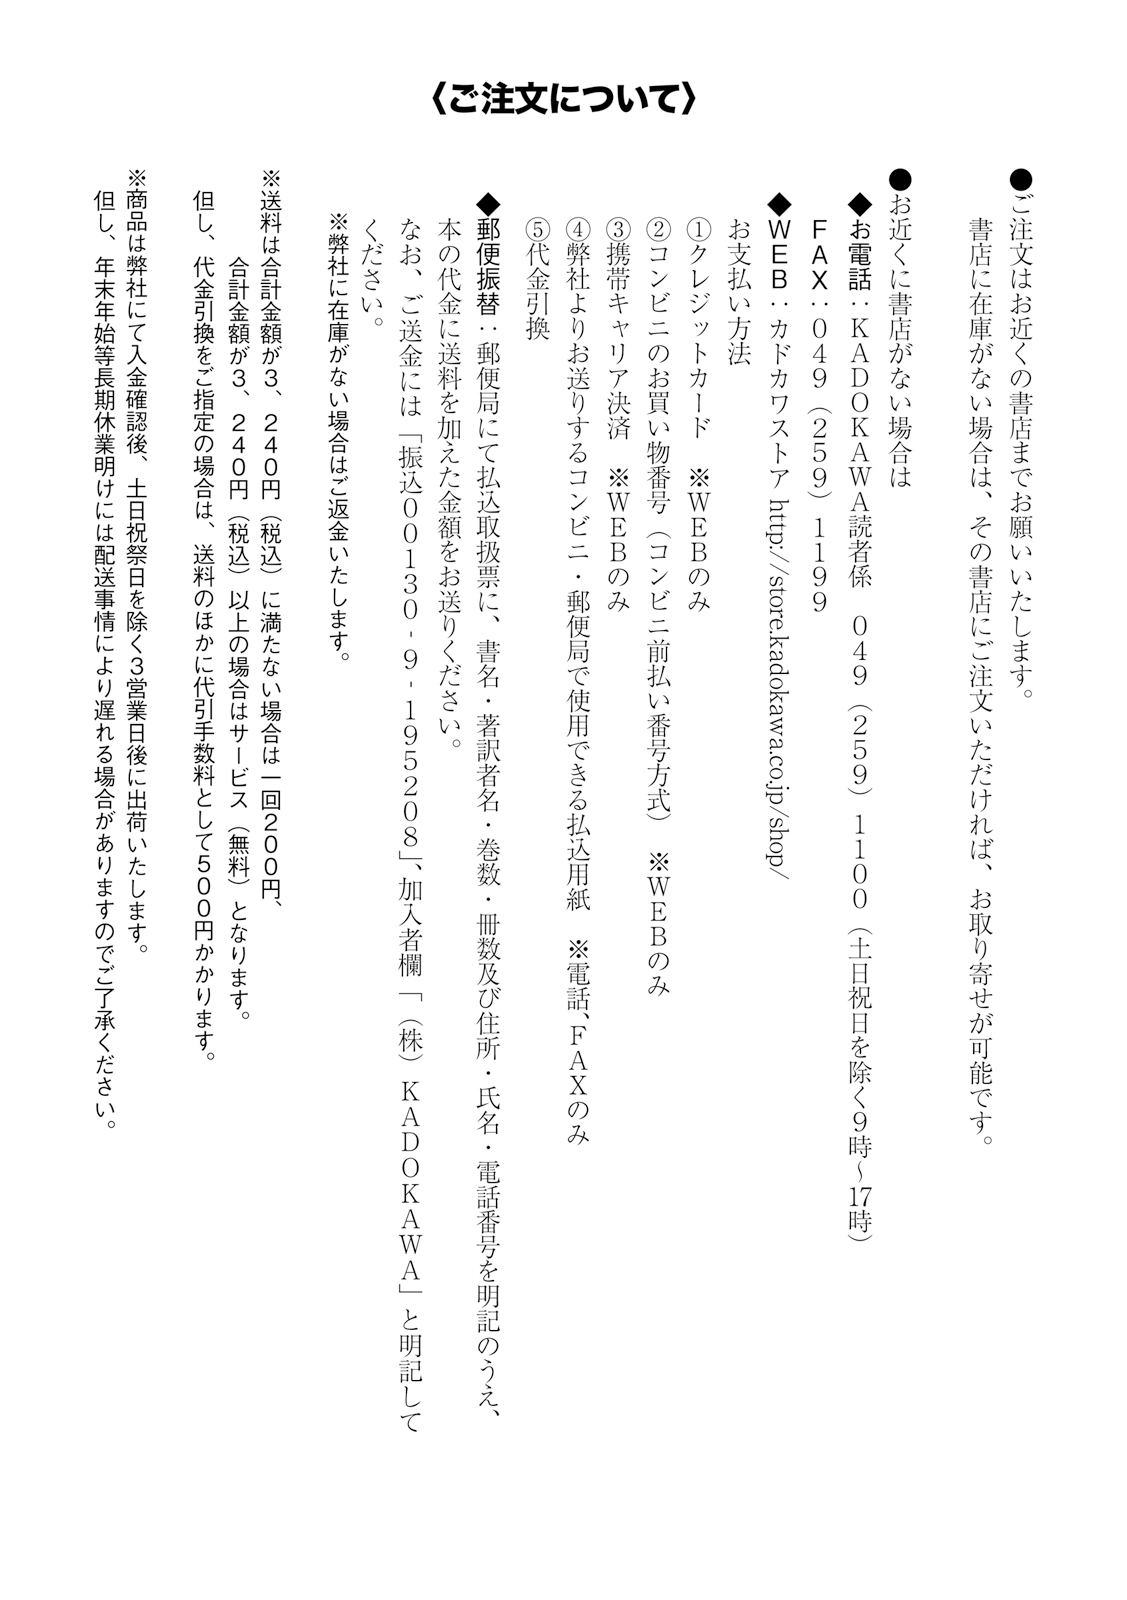 〈ご注文について〉
●ご注文はお近くの書店までお願いいたします。
書店に在庫がない場合は、その書店にご注文いただければ、お取り寄せが可能です。
●お近くに書店がない場合は
◆お電話：ＫＡＤＯＫＡＷＡ読者係　０４９（２５９）１１００（土日祝日を除く９時～17時）
ＦＡＸ：０４９（２５９）１１９９
◆ＷＥＢ：カドカワストア http://store.kadokawa.co.jp/shop/
お支払い方法
①クレジットカード　※ＷＥＢのみ
②コンビニのお買い物番号（コンビニ前払い番号方式）　※ＷＥＢのみ
③携帯キャリア決済　※ＷＥＢのみ
④弊社よりお送りするコンビニ・郵便局で使用できる払込用紙　※電話、ＦＡＸのみ
⑤代金引換
◆郵便振替：郵便局にて払込取扱票に、書名・著訳者名・巻数・冊数及び住所・氏名・電話番号を明記のうえ、
本の代金に送料を加えた金額をお送りください。
なお、ご送金には「振込００１３０-９-１９５２０８」、加入者欄「（株）ＫＡＤＯＫＡＷＡ」と明記して
ください。
※弊社に在庫がない場合はご返金いたします。
※送料は合計金額が３、２４０円（税込）に満たない場合は一回２００円、
合計金額が３、２４０円（税込）以上の場合はサービス（無料）となります。
但し、代金引換をご指定の場合は、送料のほかに代引手数料として５００円かかります。
※商品は弊社にて入金確認後、土日祝祭日を除く３営業日後に出荷いたします。
但し、年末年始等長期休業明けには配送事情により遅れる場合がありますのでご了承ください。